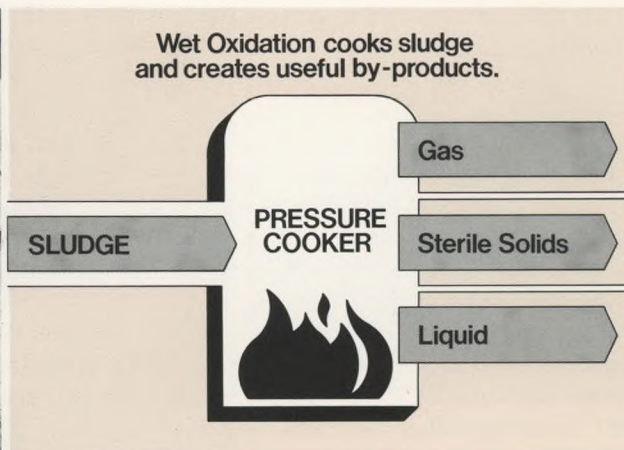 Wet Oxidation cooks sludge
and creates useful by-products.
SLUDGE
PRESSURE
COOKER
Gas
Sterile Solids
Liquid